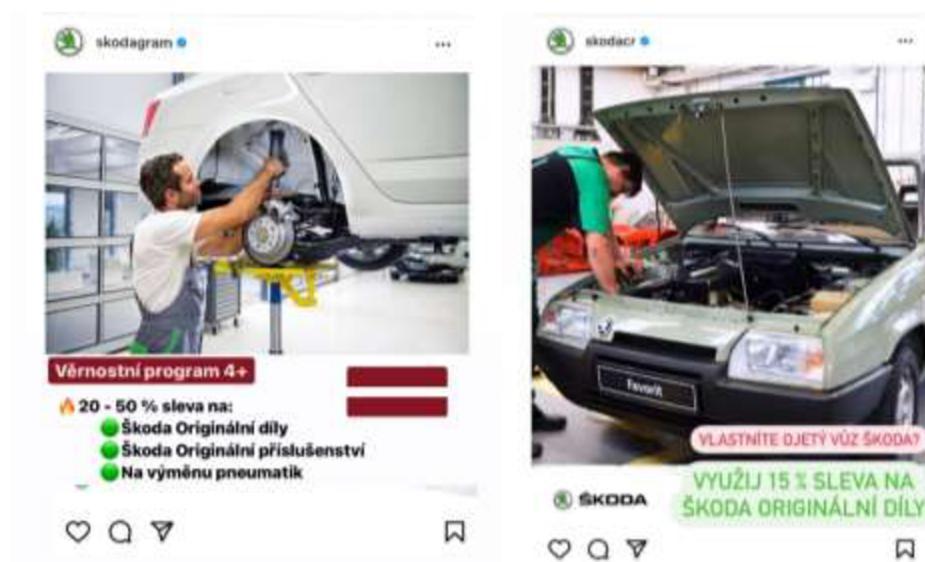 skodagram
Věrnostní program 4+
20 - 50 % sleva na:
Škoda Originální díly
Škoda Originální příslušenství
Na výměnu pneumatik
skodacr
Favorit
VLASTNÍTE OJETÝ VŮZ ŠKODA?
ŠKODA
VYUŽIJ 15 % SLEVA NA
ŠKODA ORIGINÁLNÍ DÍLY